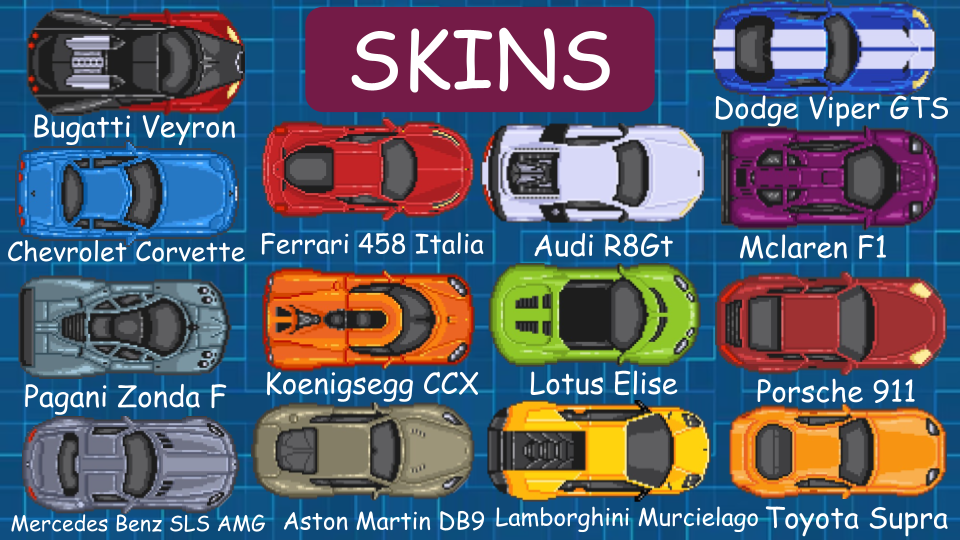 SKINS
Bugatti Veyron
Dodge Viper GTS
Chevrolet Corvette
Ferrari 458 Italia
Audi R8Gt
Mclaren F1
Pagani Zonda F
Koenigsegg CCX
Lotus Elise
Porsche 911
Mercedes Benz SLS AMG
Aston Martin DB9
Lamborghini Murcielago
Toyota Supra